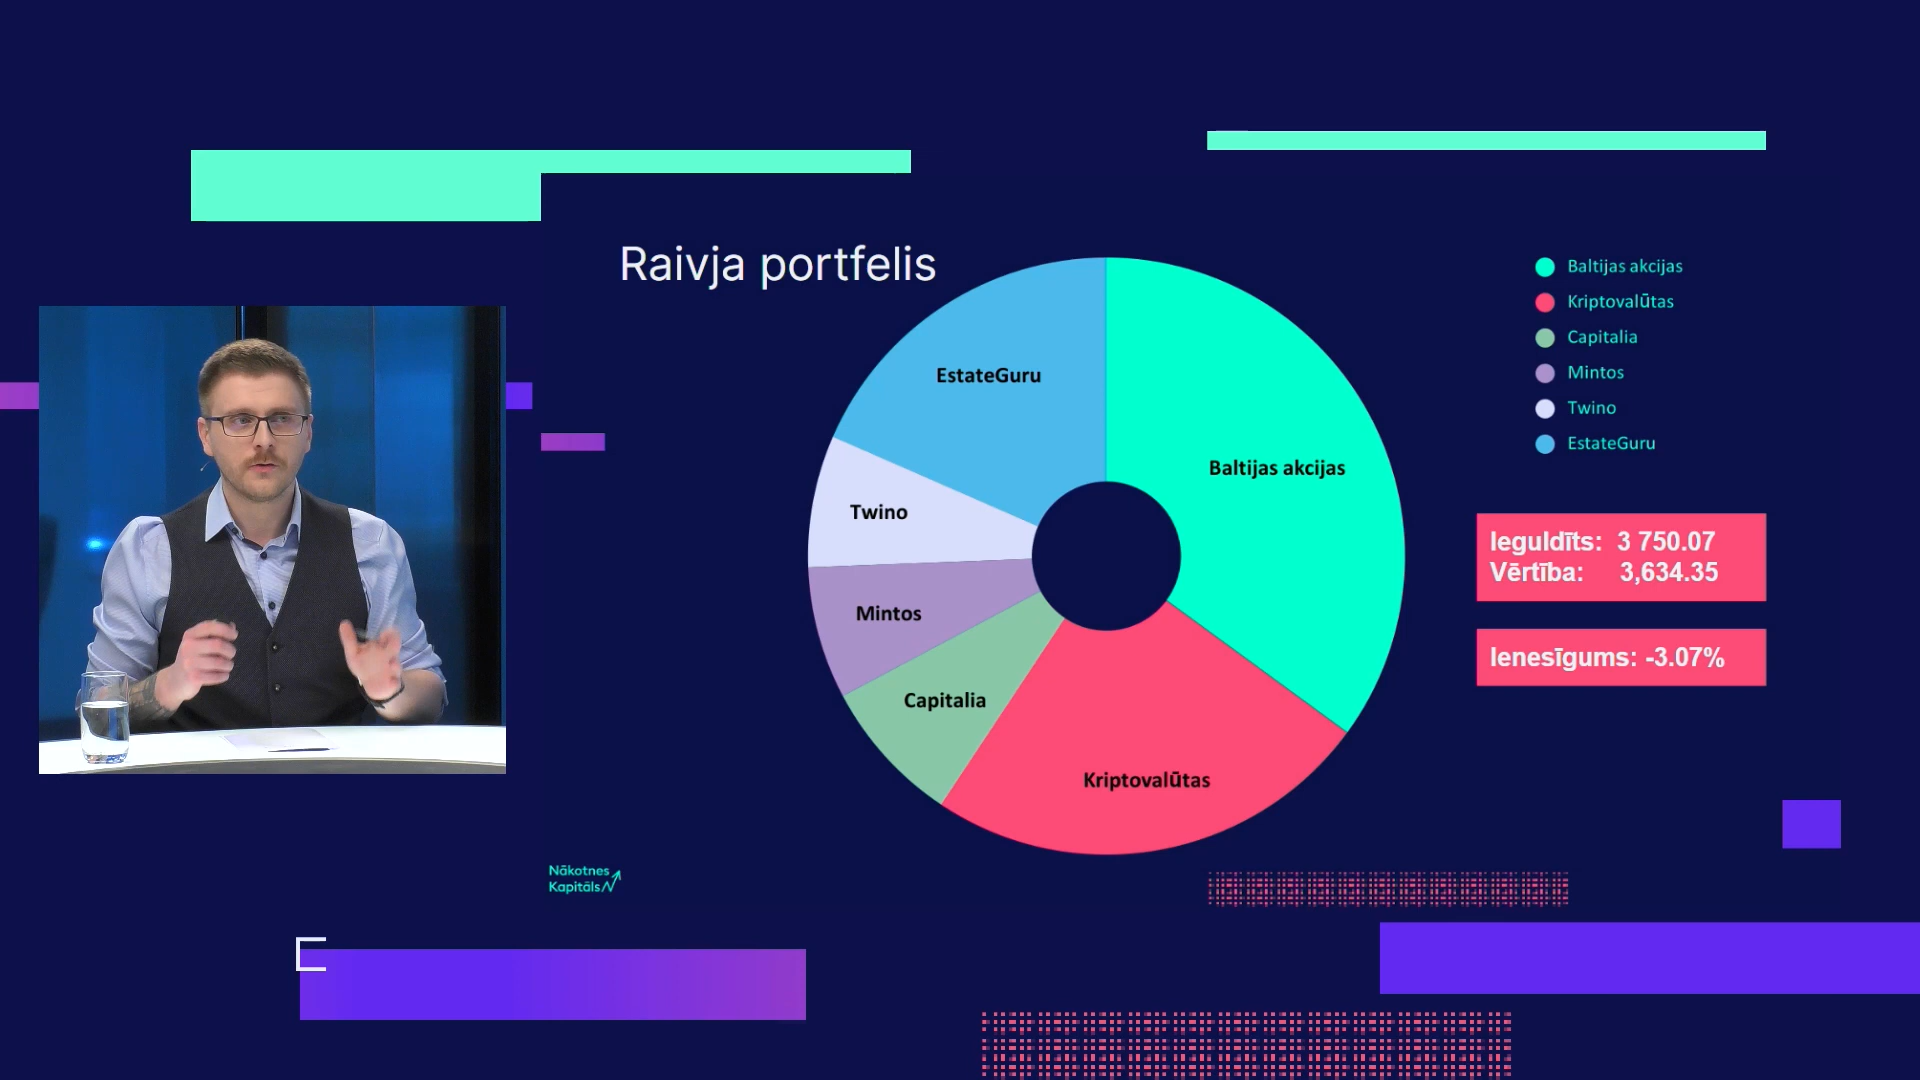 Raivja portfelis
EstateGuru
Baltijas akcijas
Twino
Mintos
Capitalia
Kriptovalūtas
Baltijas akcijas
Kriptovalūtas
Capitalia
Mintos
Twino
EstateGuru
Ieguldīts: 3 750.07
Vērtība: 3,634.35
Ienesīgums: -3.07%
Nākotnes
Kapitāls